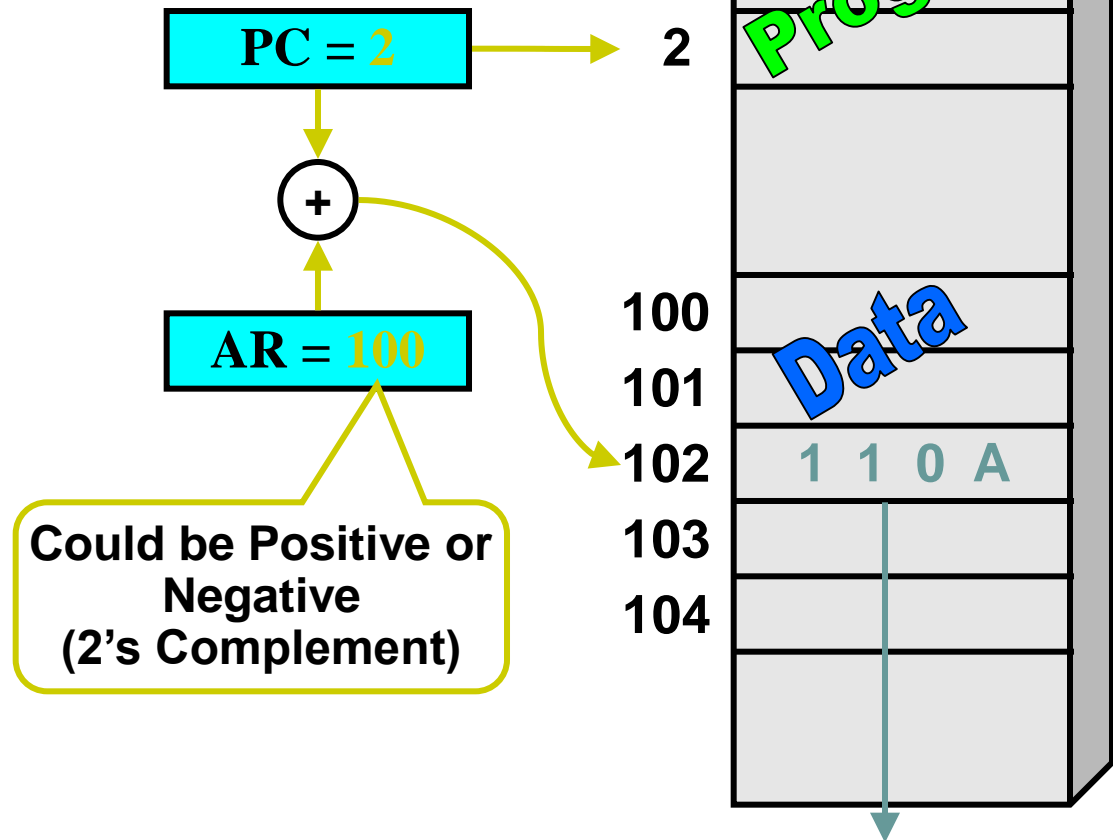 PC = 2
2
+
AR = 100
Could be Positive or
Negative
(2's Complement)
100
101
102
103
104
Data
1 1 0 A